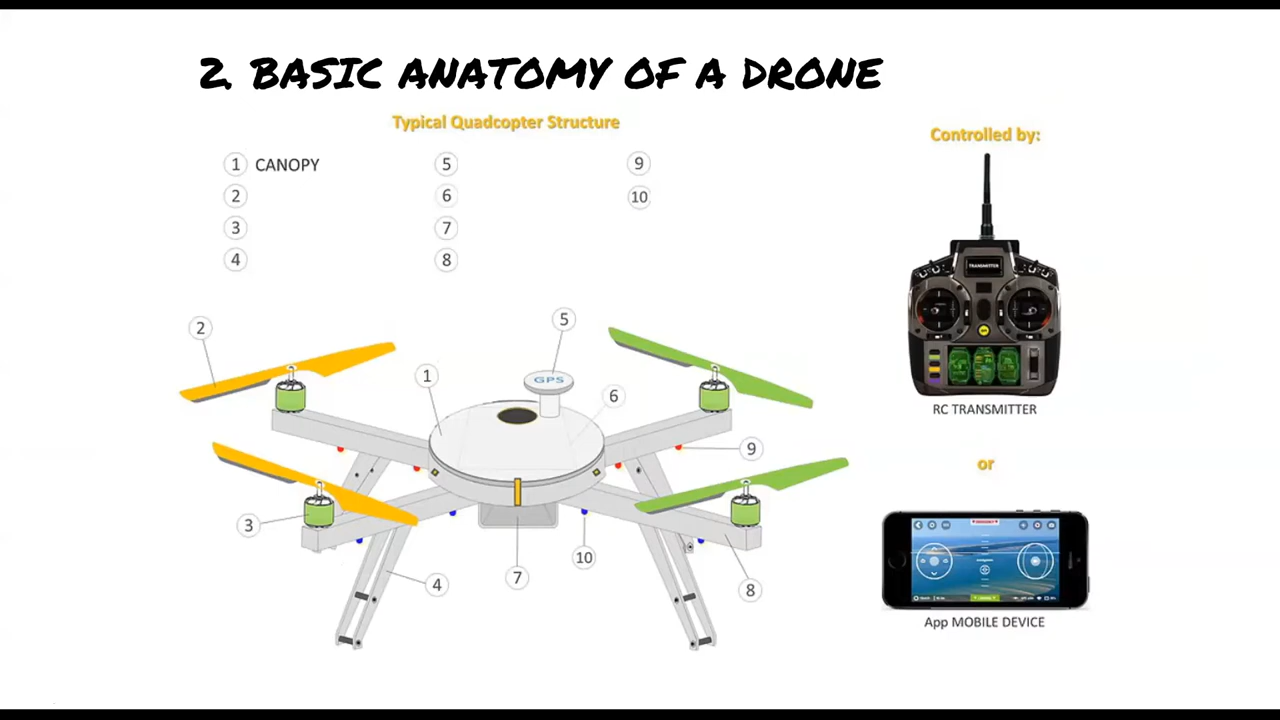 2. BASIC ANATOMY OF A DRONE
Typical Quadcopter Structure
Controlled by:
1 CANOPY
2
3
4
5
6
7
8
9
10
TRANSMITTER
RC TRANSMITTER
or
App MOBILE DEVICE
2
5
1
GPS
6
9
3
10
4
7
8